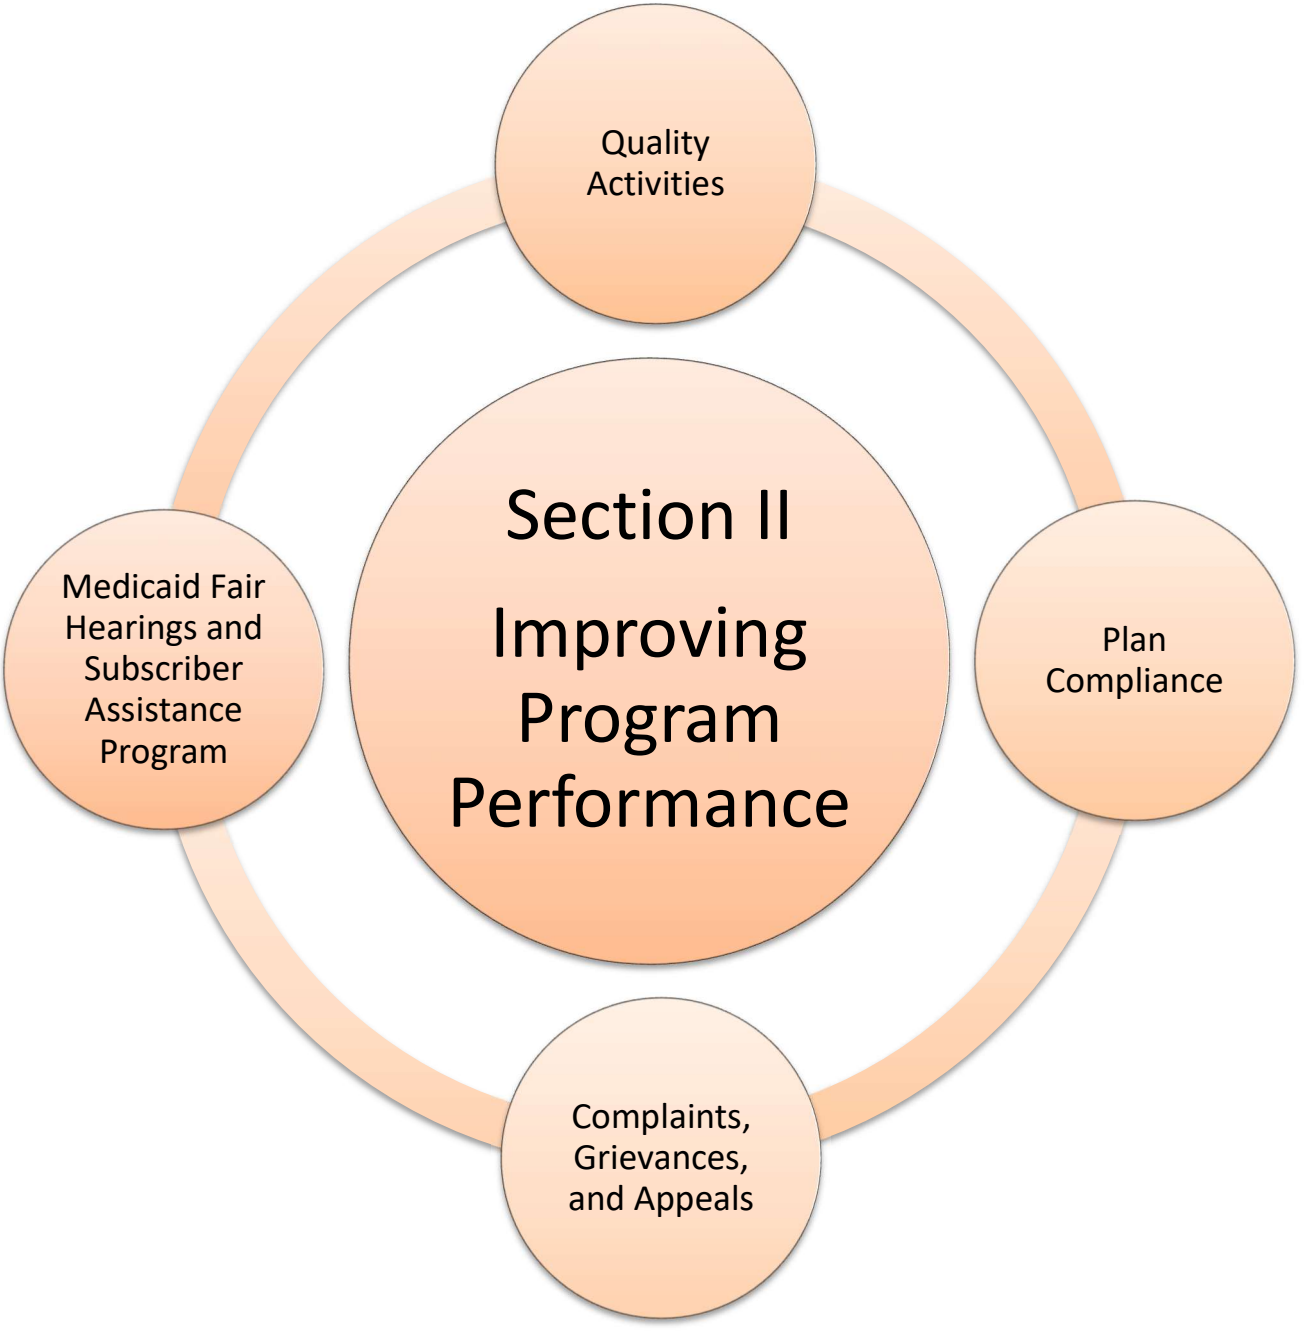 Quality
Activities
Section II
Improving
Program
Performance
Plan
Compliance
Complaints,
Grievances,
and Appeals
Medicaid Fair
Hearings and
Subscriber
Assistance
Program